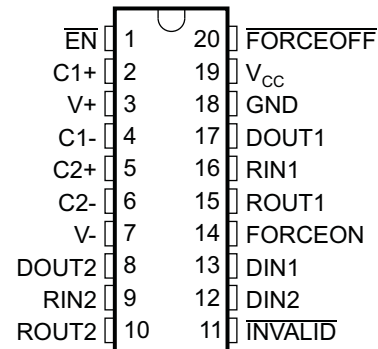 EN 1 20 FORCEOFF
C1+ 2 19 VCC
V+ 3 18 GND
C1- 4 17 DOUT1
C2+ 5 16 RIN1
C2- 6 15 ROUT1
V- 7 14 FORCEON
DOUT2 8 13 DIN1
RIN2 9 12 DIN2
ROUT2 10 11 INVALID